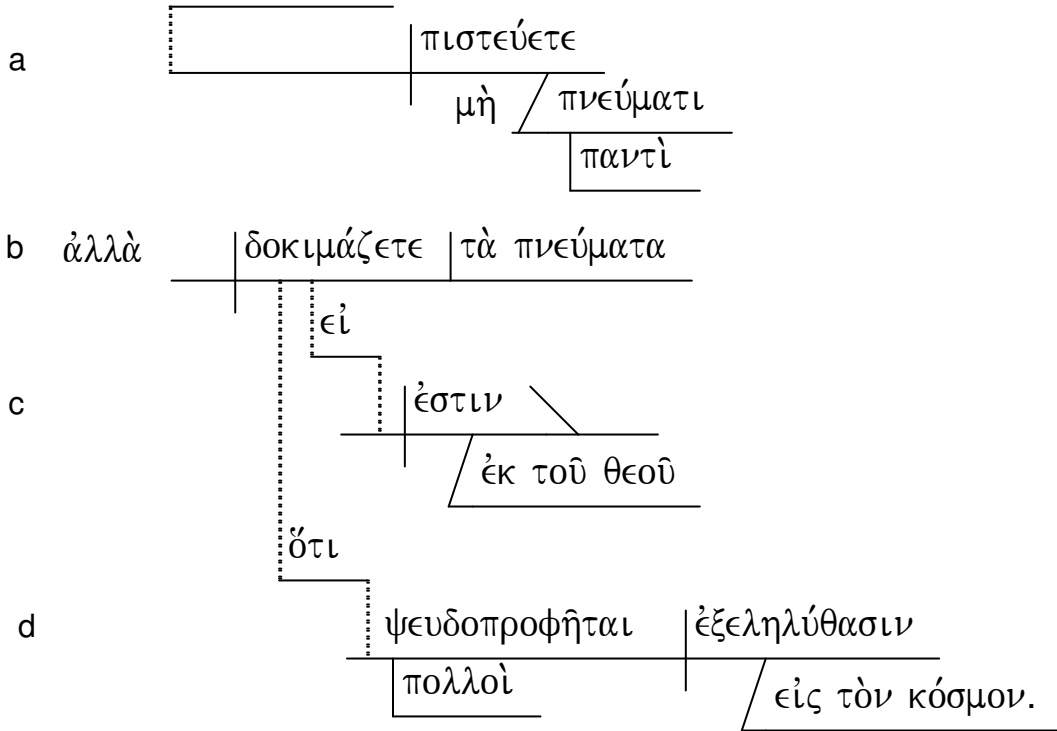 πιστεύετε
a
μὴ πνεύματι
παντὶ
b ἀλλὰ δοκιμάζετε τὰ πνεύματα
εἰ
c ἐστιν
ἐκ τοῦ θεοῦ
ὅτι
d ψευδοπροφῆται ἐξεληλύθασιν
πολλοὶ εἰς τὸν κόσμον.